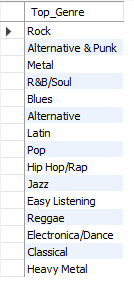 Top_Genre
Rock
Alternative & Punk
Metal
R&B/Soul
Blues
Alternative
Latin
Pop
Hip Hop/Rap
Jazz
Easy Listening
Reggae
Electronica/Dance
Classical
Heavy Metal